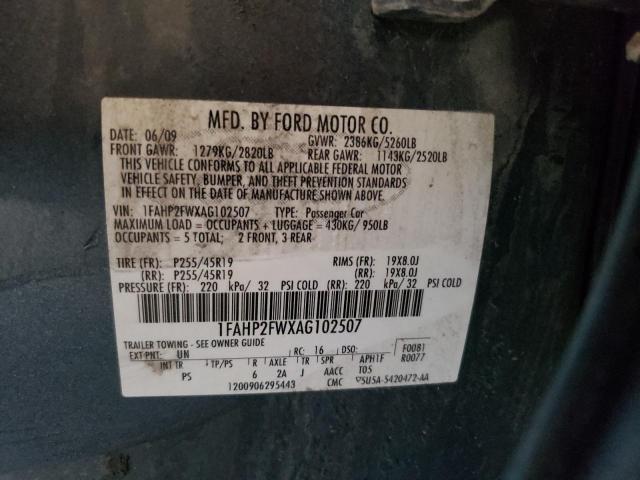 MFD. BY FORD MOTOR CO.
DATE: 06/09 GVWR: 2386KG/5260LB
FRONT GAWR: 1279KG/2820LB REAR GAWR: 1143KG/2520LB
THIS VEHICLE CONFORMS TO ALL APPLICABLE FEDERAL MOTOR
VEHICLE SAFETY, BUMPER, AND THEFT PREVENTION STANDARDS
IN EFFECT ON THE DATE OF MANUFACTURE SHOWN ABOVE.
VIN: 1FAHP2FWXAG102507 TYPE: Passenger Car
MAXIMUM LOAD = OCCUPANTS + LUGGAGE = 430KG/ 950LB
OCCUPANTS = 5 TOTAL; 2 FRONT, 3 REAR
TIRE (FR): P255/45R19 RIMS (FR): 19X8.0J
(RR): P255/45R19 (RR): 19X8.0J
PRESSURE (FR): 220 kPa/ 32 PSI COLD (RR): 220 kPa/ 32 PSI COLD
1FAHP2FWXAG102507
TRAILER TOWING - SEE OWNER GUIDE
EXT PNT: UN RC: 16 DSO: F0081
R0077
INT TR TP/PS R AXLE TR SPR APH1F
PS 6 2A J AACC T05
1200906295443 CMC 5U5A-5420472-AA